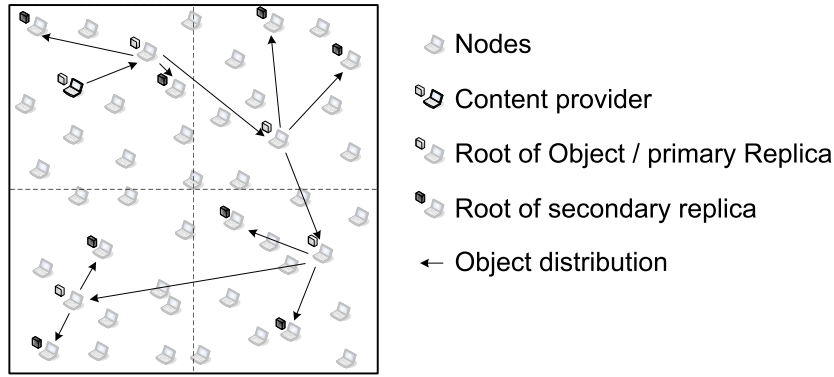 Nodes
Content provider
Root of Object / primary Replica
Root of secondary replica
Object distribution